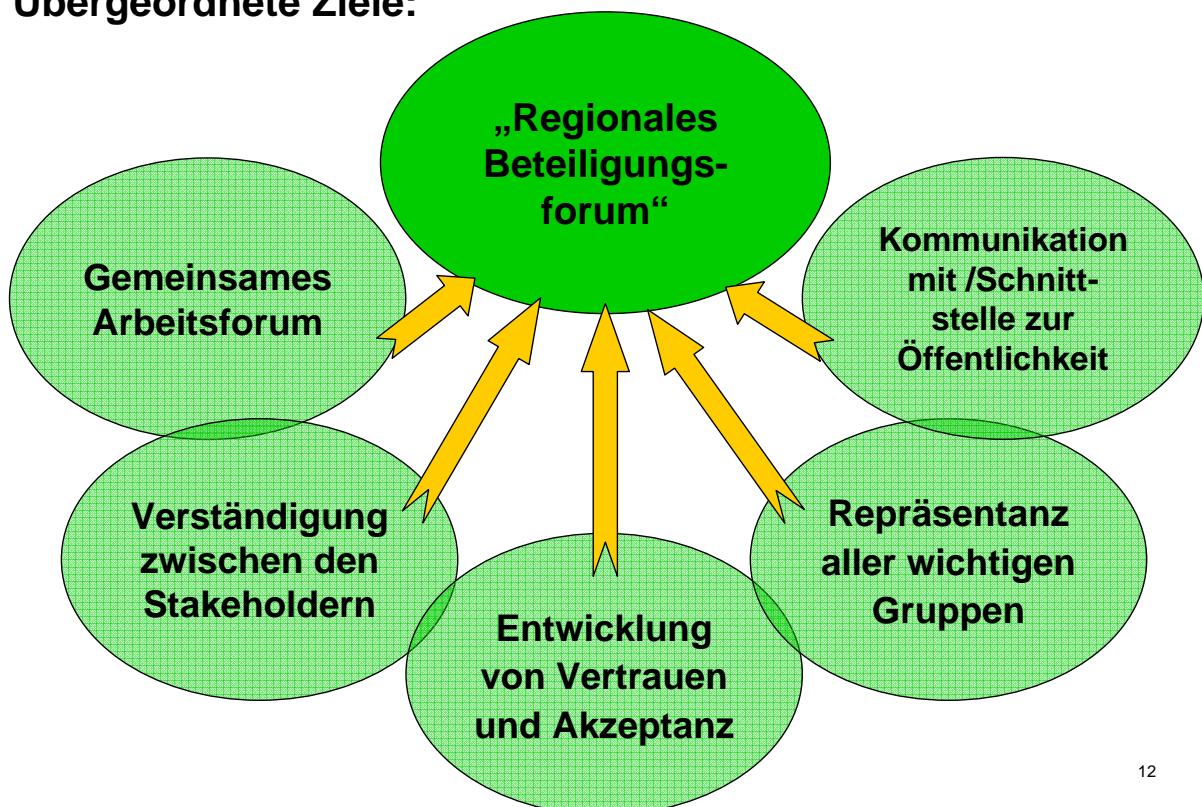 Übergeordnete Ziele:
„Regionales
Beteiligungs-
forum“
Gemeinsames
Arbeitsforum
Kommunikation
mit /Schnitt-
stelle zur
Öffentlichkeit
Verständigung
zwischen den
Stakeholdern
Entwicklung
von Vertrauen
und Akzeptanz
Repräsentanz
aller wichtigen
Gruppen
12